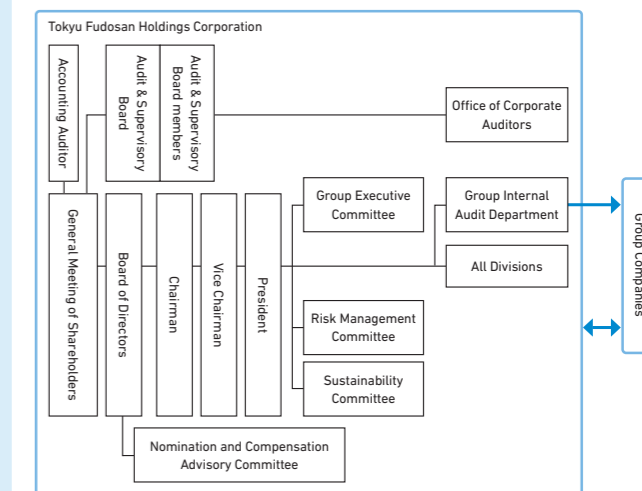 Tokyu Fudosan Holdings Corporation
Accounting Auditor
Audit & Supervisory
Board
Audit & Supervisory
Board members
Office of Corporate
Auditors
General Meeting of Shareholders
Board of Directors
Chairman
Vice Chairman
President
Group Executive
Committee
Group Internal
Audit Department
All Divisions
Risk Management
Committee
Sustainability
Committee
Nomination and Compensation
Advisory Committee
Group Companies